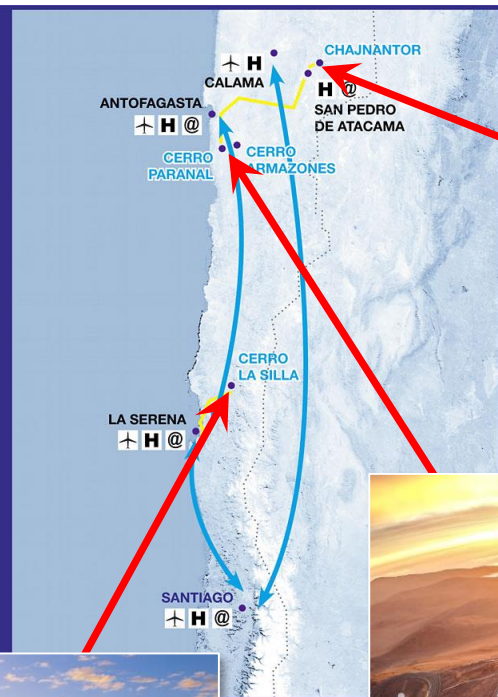 CHAJNANTOR
H
CALAMA
H @
SAN PEDRO
DE ATACAMA
ANTOFAGASTA
H @
CERRO
PARANAL
CERRO
ARMAZONES
CERRO
LA SILLA
LA SERENA
H @
SANTIAGO
H @